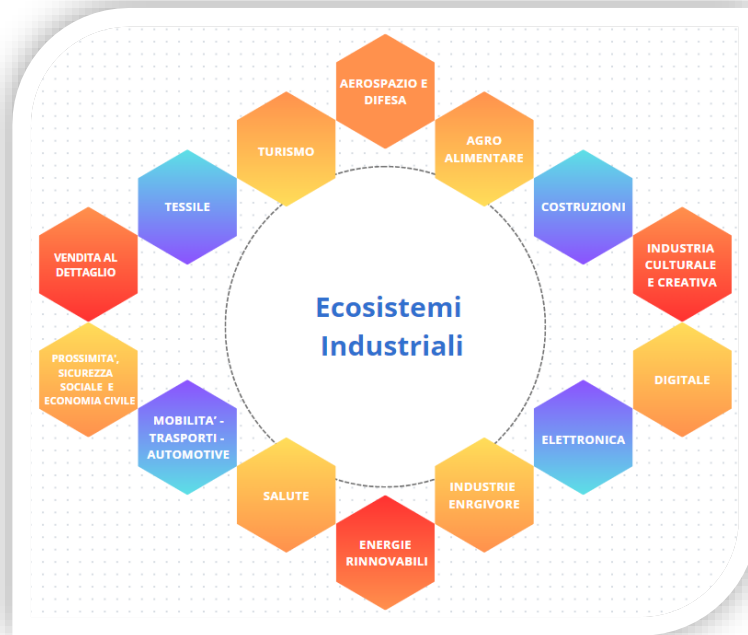 AEROSPAZIO E
DIFESA
AGRO
ALIMENTARE
COSTRUZIONI
INDUSTRIA
CULTURALE
E CREATIVA
DIGITALE
ELETTRONICA
INDUSTRIE
ENRGIVORE
ENERGIE
RINNOVABILI
SALUTE
MOBILITA' -
TRASPORTI -
AUTOMOTIVE
PROSSIMITA',
SICUREZZA
SOCIALE E
ECONOMIA CIVILE
VENDITA AL
DETTAGLIO
TESSILE
TURISMO
Ecosistemi
Industriali